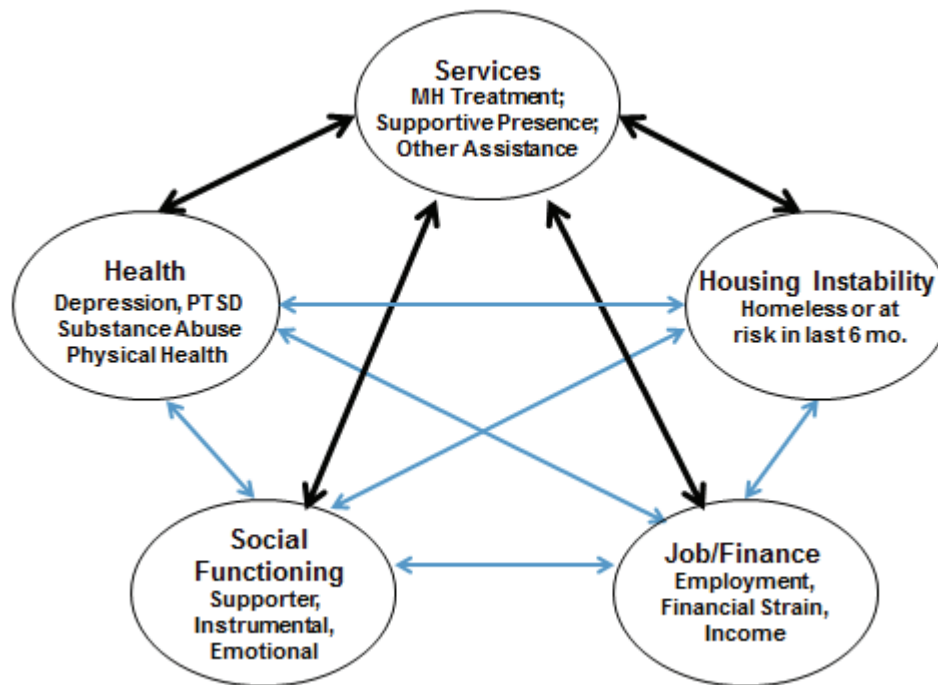 Services
MH Treatment;
Supportive Presence;
Other Assistance
Health
Depression, PTSD
Substance Abuse
Physical Health
Housing Instability
Homeless or at
risk in last 6 mo.
Social
Functioning
Supporter,
Instrumental,
Emotional
Job/Finance
Employment,
Financial Strain,
Income